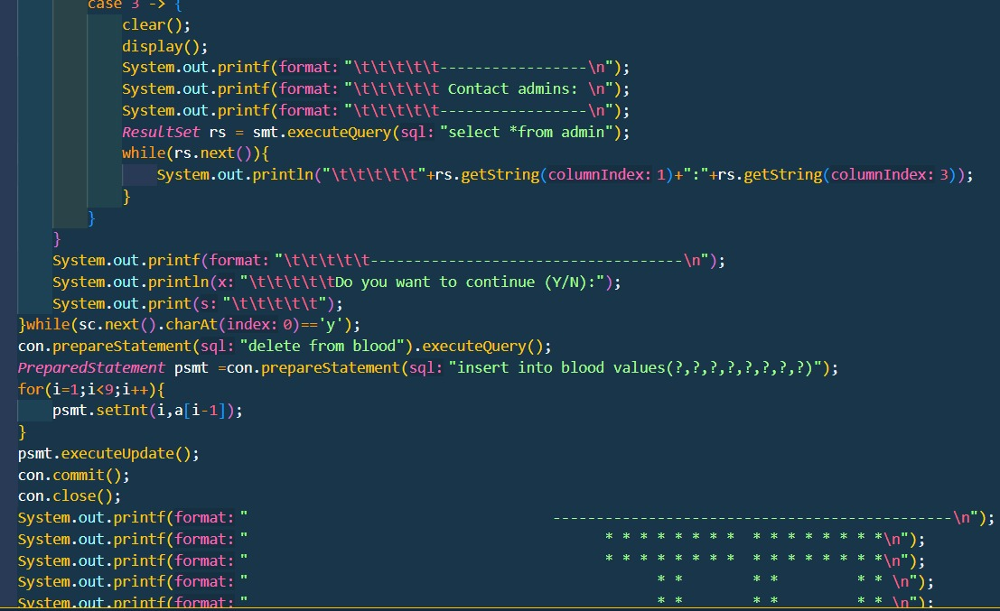 case 3 -> {
clear();
display();
System.out.printf(format: "\t\t\t\t\t-----------------\n");
System.out.printf(format: "\t\t\t\t\t Contact admins: \n");
System.out.printf(format: "\t\t\t\t\t-----------------\n");
ResultSet rs = smt.executeQuery(sql: "select *from admin");
while(rs.next()){
System.out.println("\t\t\t\t\t"+rs.getString(columnIndex: 1)+":"+rs.getString(columnIndex: 3));
}
}
}
System.out.printf(format: "\t\t\t\t\t------------------------------------\n");
System.out.println(x: "\t\t\t\t\tDo you want to continue (Y/N):");
System.out.print(s: "\t\t\t\t\t");
}while(sc.next().charAt(index: 0)=='y');
con.prepareStatement(sql: "delete from blood").executeQuery();
PreparedStatement psmt =con.prepareStatement(sql: "insert into blood values(?,?,?,?,?,?,?,?)");
for(i=1;i<9;i++){
psmt.setInt(i,a[i-1]);
}
psmt.executeUpdate();
con.commit();
con.close();
System.out.printf(format: "                                   ----------------------------------------------\n");
System.out.printf(format: "                                         * * * * * * * *  * * * * * * * *\n");
System.out.printf(format: "                                         * * * * * * * *  * * * * * * * *\n");
System.out.printf(format: "                                               * *        * *         * * \n");
System.out.printf(format: "                                               * *        * *         * * \n");